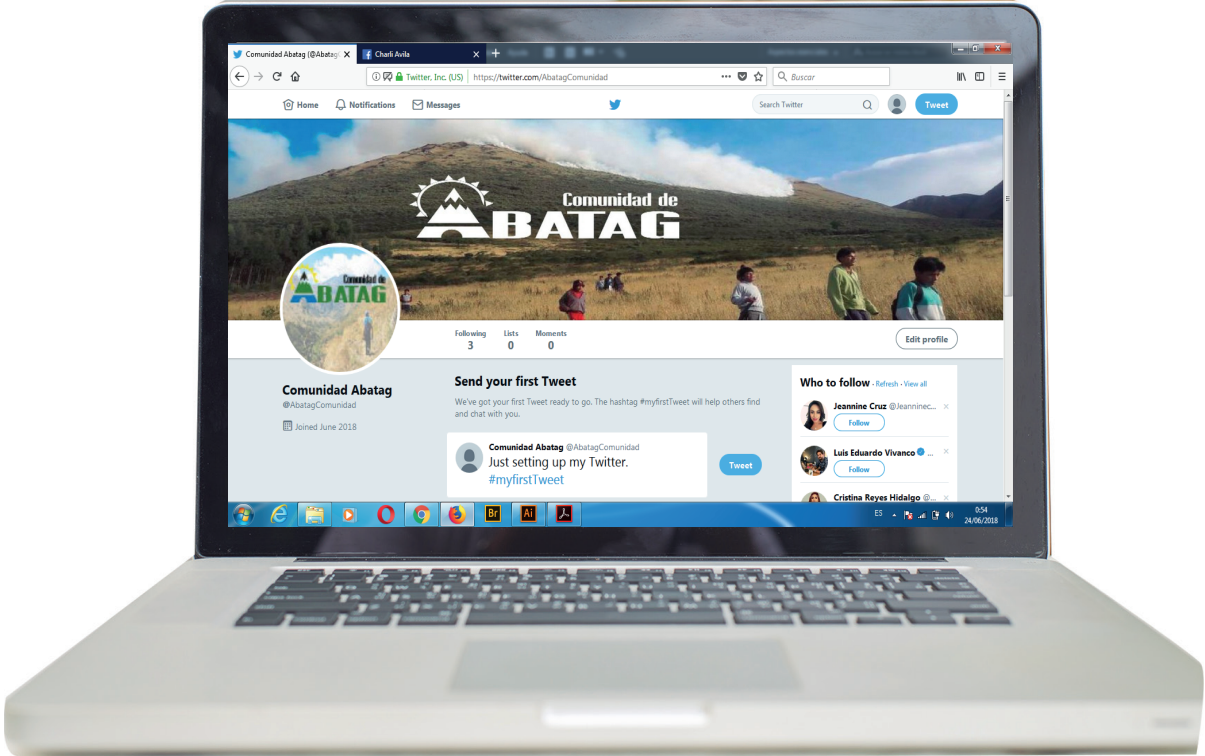 Comunidad Abatag (@Abatag
Charli Avila
Twitter, Inc. (US)
https://twitter.com/AbatagComunidad
Buscar
Home
Notifications
Messages
Search Twitter
Tweet
Comunidad de
ABATAG
Comunidad de
ABATAG
Following
3
Lists
0
Moments
0
Edit profile
Comunidad Abatag
@AbatagComunidad
Joined June 2018
Send your first Tweet
We've got your first Tweet ready to go. The hashtag #myfirstTweet will help others find
and chat with you.
Comunidad Abatag @AbatagComunidad
Just setting up my Twitter.
#myfirstTweet
Tweet
Who to follow · Refresh · View all
Jeannine Cruz @Jeanninec...
Follow
Luis Eduardo Vivanco ...
Follow
Cristina Reyes Hidalgo @...
Br
Ai
ES
0:54
24/06/2018